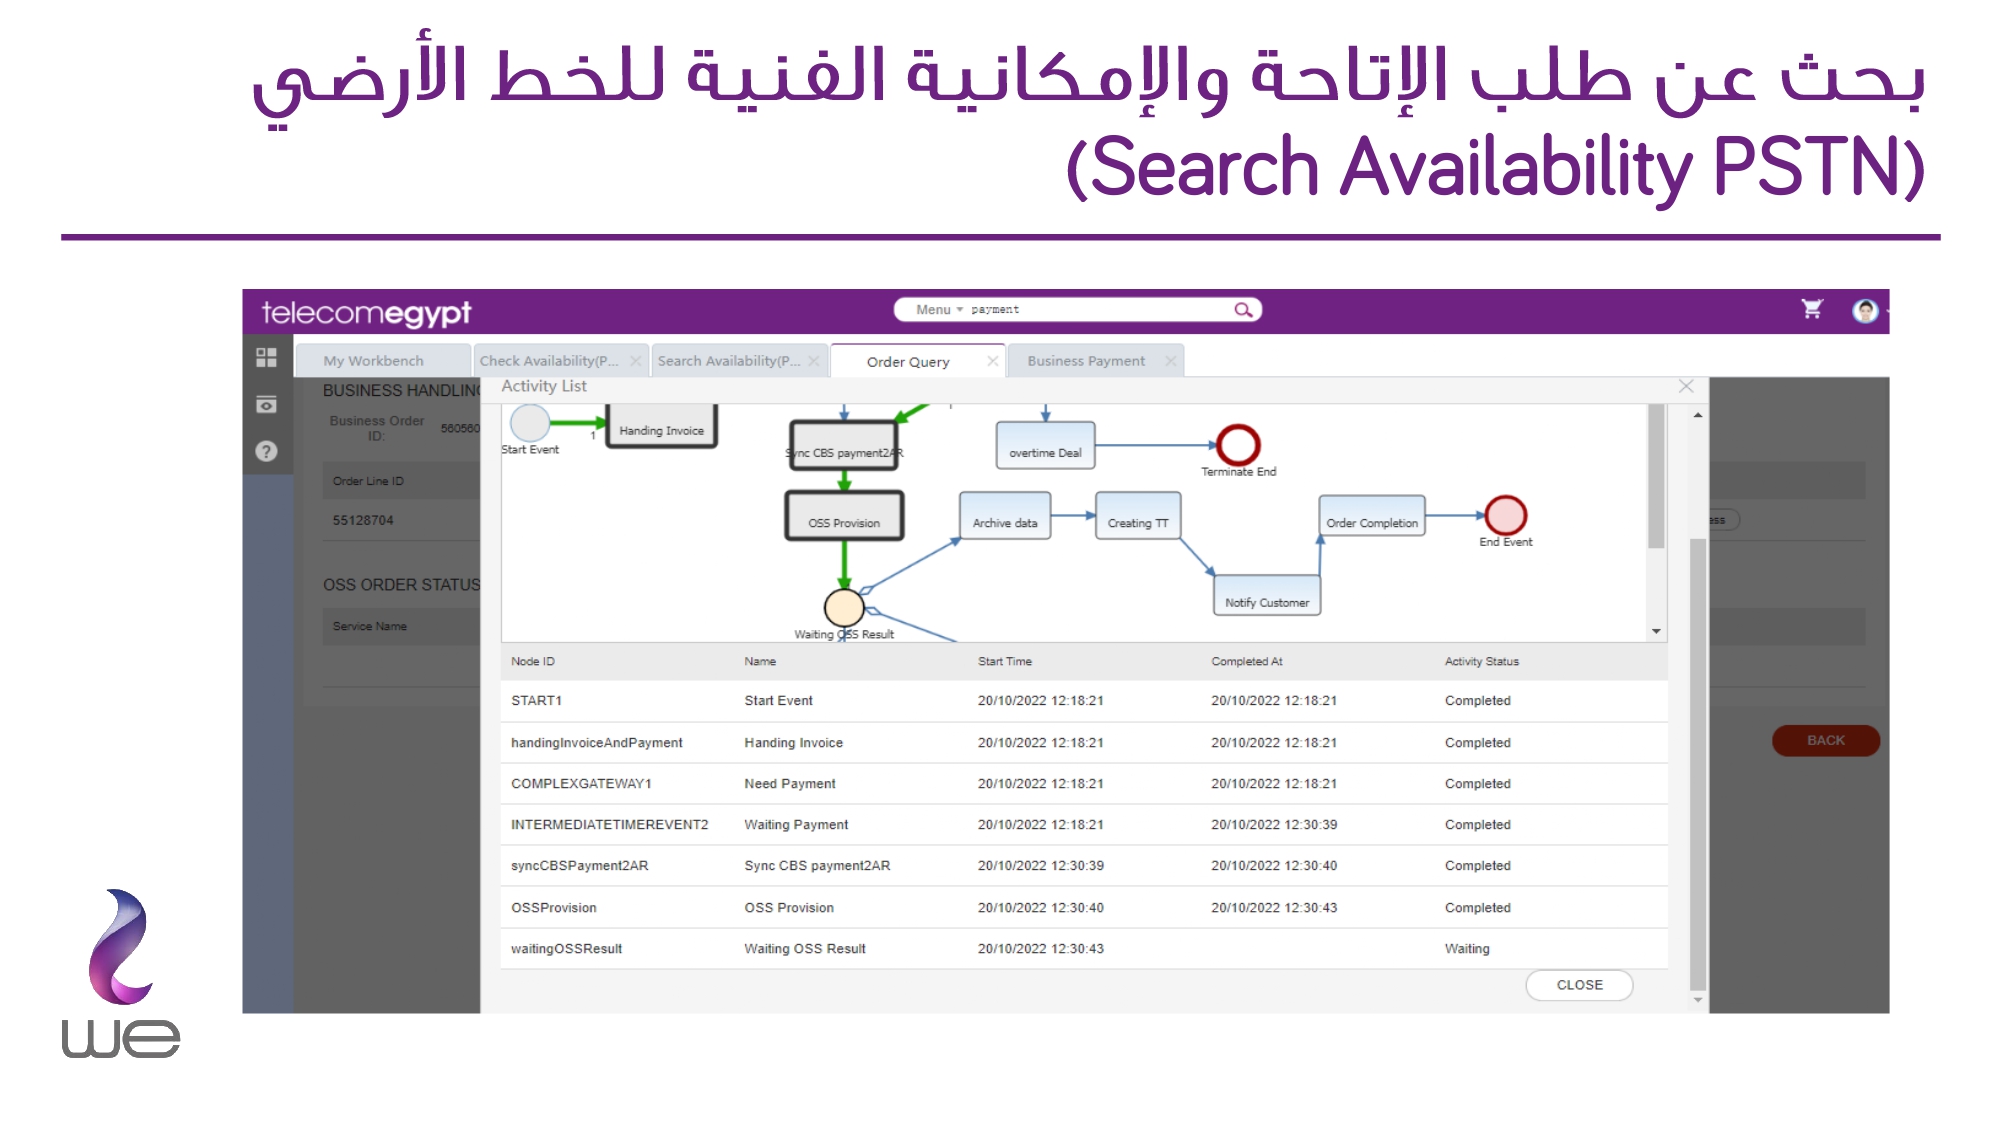 بحث عن طلب الإتاحة والإمكانية الفنية للخط الأرضي
(Search Availability PSTN)
telecomegypt
Menu payment
My Workbench
Check Availability(P...
Search Availability(P...
Order Query
Business Payment
BUSINESS HANDLING
Activity List
Business Order ID:
560560
Order Line ID
55128704
OSS ORDER STATUS
Service Name
Start Event
1
Handing Invoice
Sync CBS payment2AR
overtime Deal
Terminate End
OSS Provision
Archive data
Creating TT
Order Completion
End Event
Notify Customer
Waiting OSS Result
Node ID Name Start Time Completed At Activity Status
START1 Start Event 20/10/2022 12:18:21 20/10/2022 12:18:21 Completed
handingInvoiceAndPayment Handing Invoice 20/10/2022 12:18:21 20/10/2022 12:18:21 Completed
COMPLEXGATEWAY1 Need Payment 20/10/2022 12:18:21 20/10/2022 12:18:21 Completed
INTERMEDIATETIMEREVENT2 Waiting Payment 20/10/2022 12:18:21 20/10/2022 12:30:39 Completed
syncCBSPayment2AR Sync CBS payment2AR 20/10/2022 12:30:39 20/10/2022 12:30:40 Completed
OSSProvision OSS Provision 20/10/2022 12:30:40 20/10/2022 12:30:43 Completed
waitingOSSResult Waiting OSS Result 20/10/2022 12:30:43 Waiting
BACK
CLOSE
we